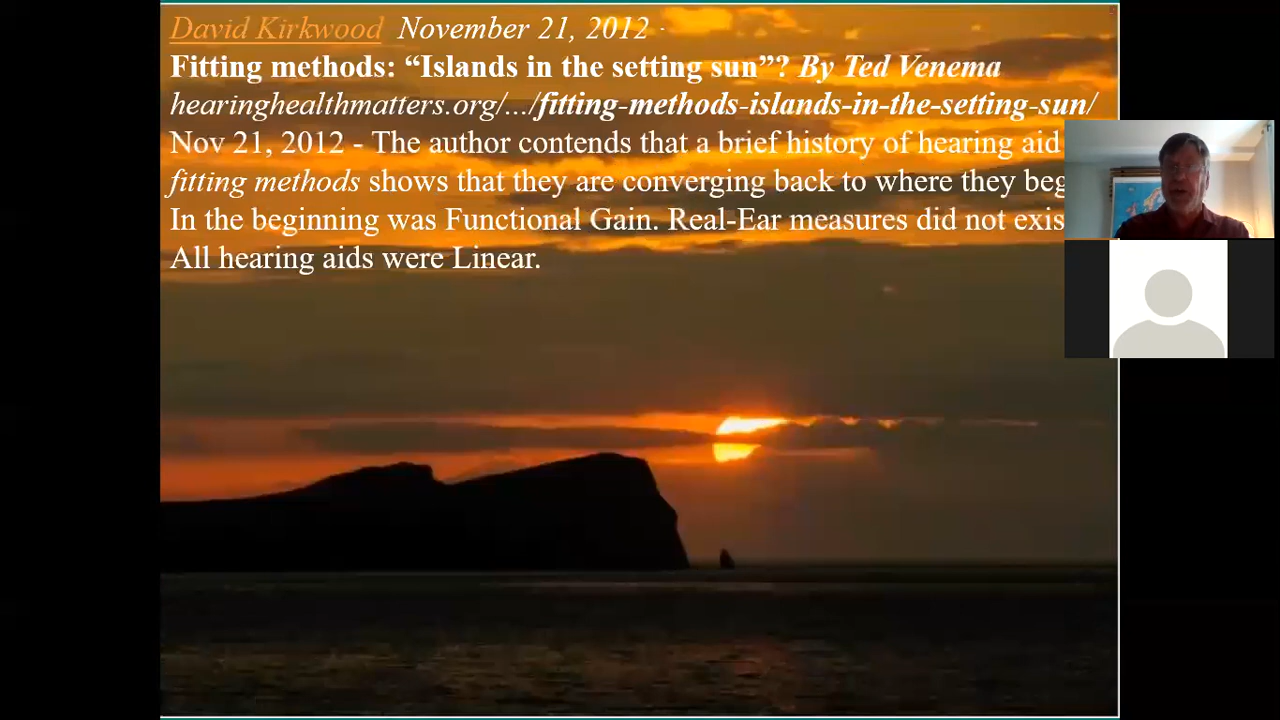 David Kirkwood November 21, 2012 -
Fitting methods: “Islands in the setting sun”? By Ted Venema
hearinghealthmatters.org/.../fitting-methods-islands-in-the-setting-sun/
Nov 21, 2012 - The author contends that a brief history of hearing aid
fitting methods shows that they are converging back to where they beg
In the beginning was Functional Gain. Real-Ear measures did not exis
All hearing aids were Linear.